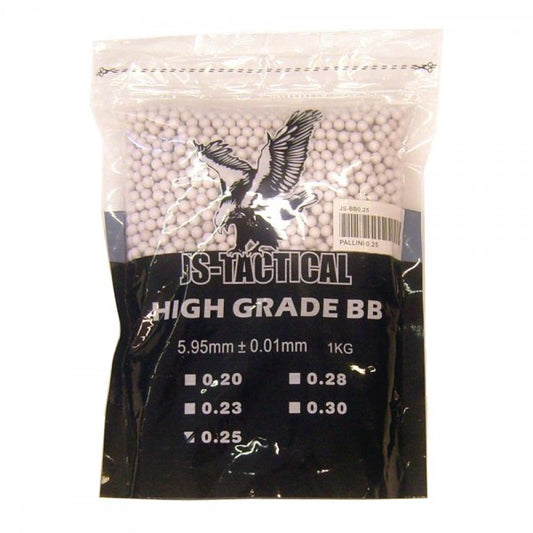 JS-BB0.25
PALLINI 0.25
JS-TACTICAL
HIGH GRADE BB
5.95mm ± 0.01mm 1KG
0.20 0.28
0.23 0.30
0.25